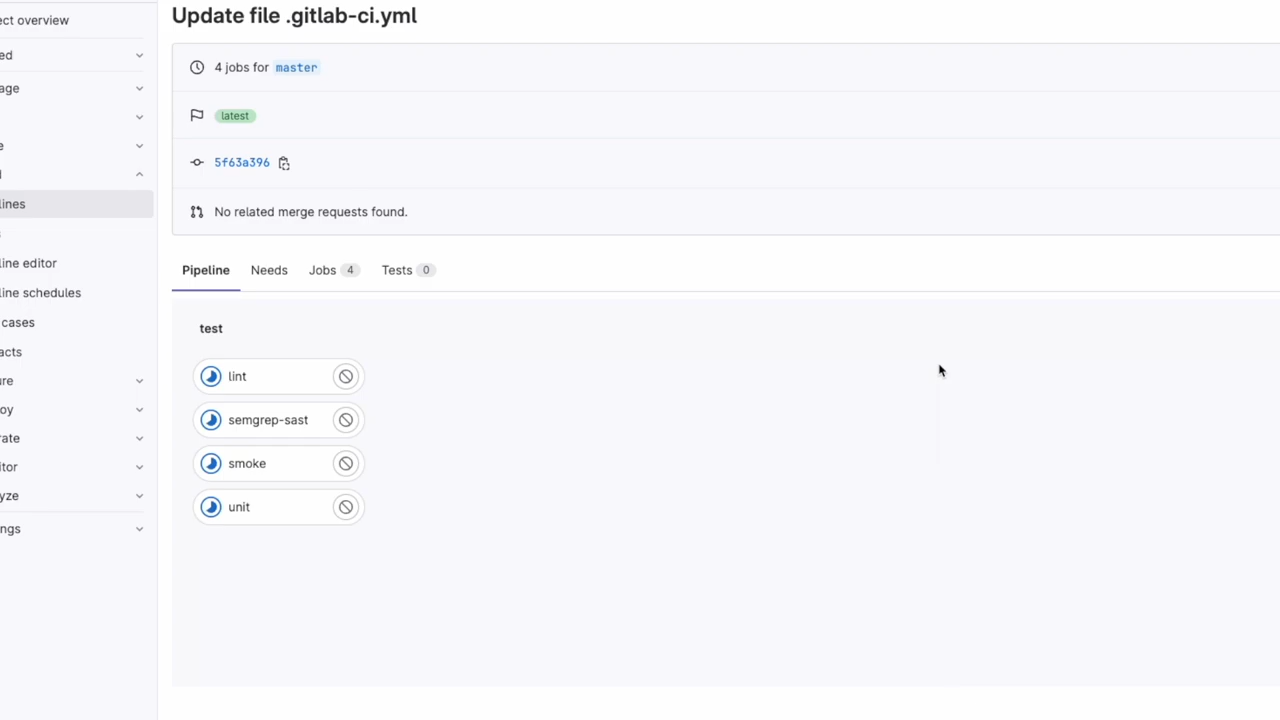 ect overview
ed
age
e
l
lines
s
line editor
line schedules
cases
acts
ure
oy
rate
itor
yze
ngs
Update file .gitlab-ci.yml
4 jobs for master
latest
5f63a396
No related merge requests found.
Pipeline Needs Jobs 4 Tests 0
test
lint
semgrep-sast
smoke
unit